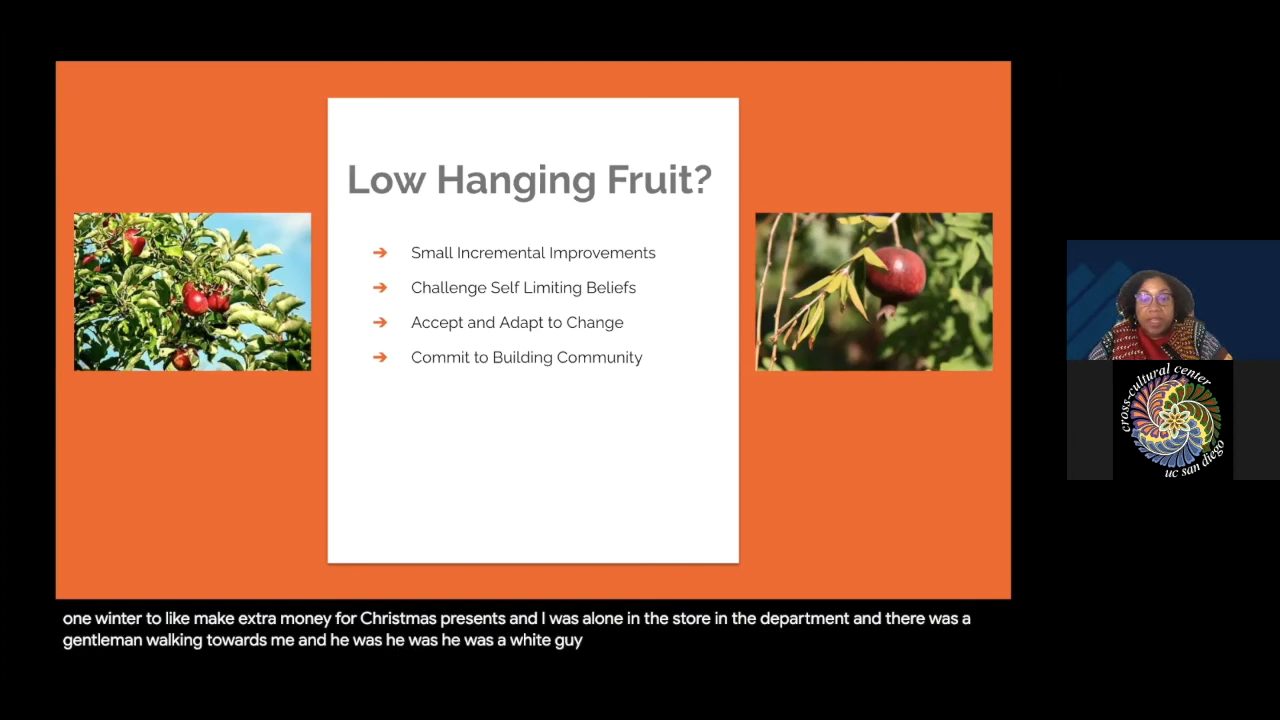 Low Hanging Fruit?
➔ Small Incremental Improvements
➔ Challenge Self Limiting Beliefs
➔ Accept and Adapt to Change
➔ Commit to Building Community
cross-cultural center
uc san diego
one winter to like make extra money for Christmas presents and I was alone in the store in the department and there was a
gentleman walking towards me and he was he was he was a white guy